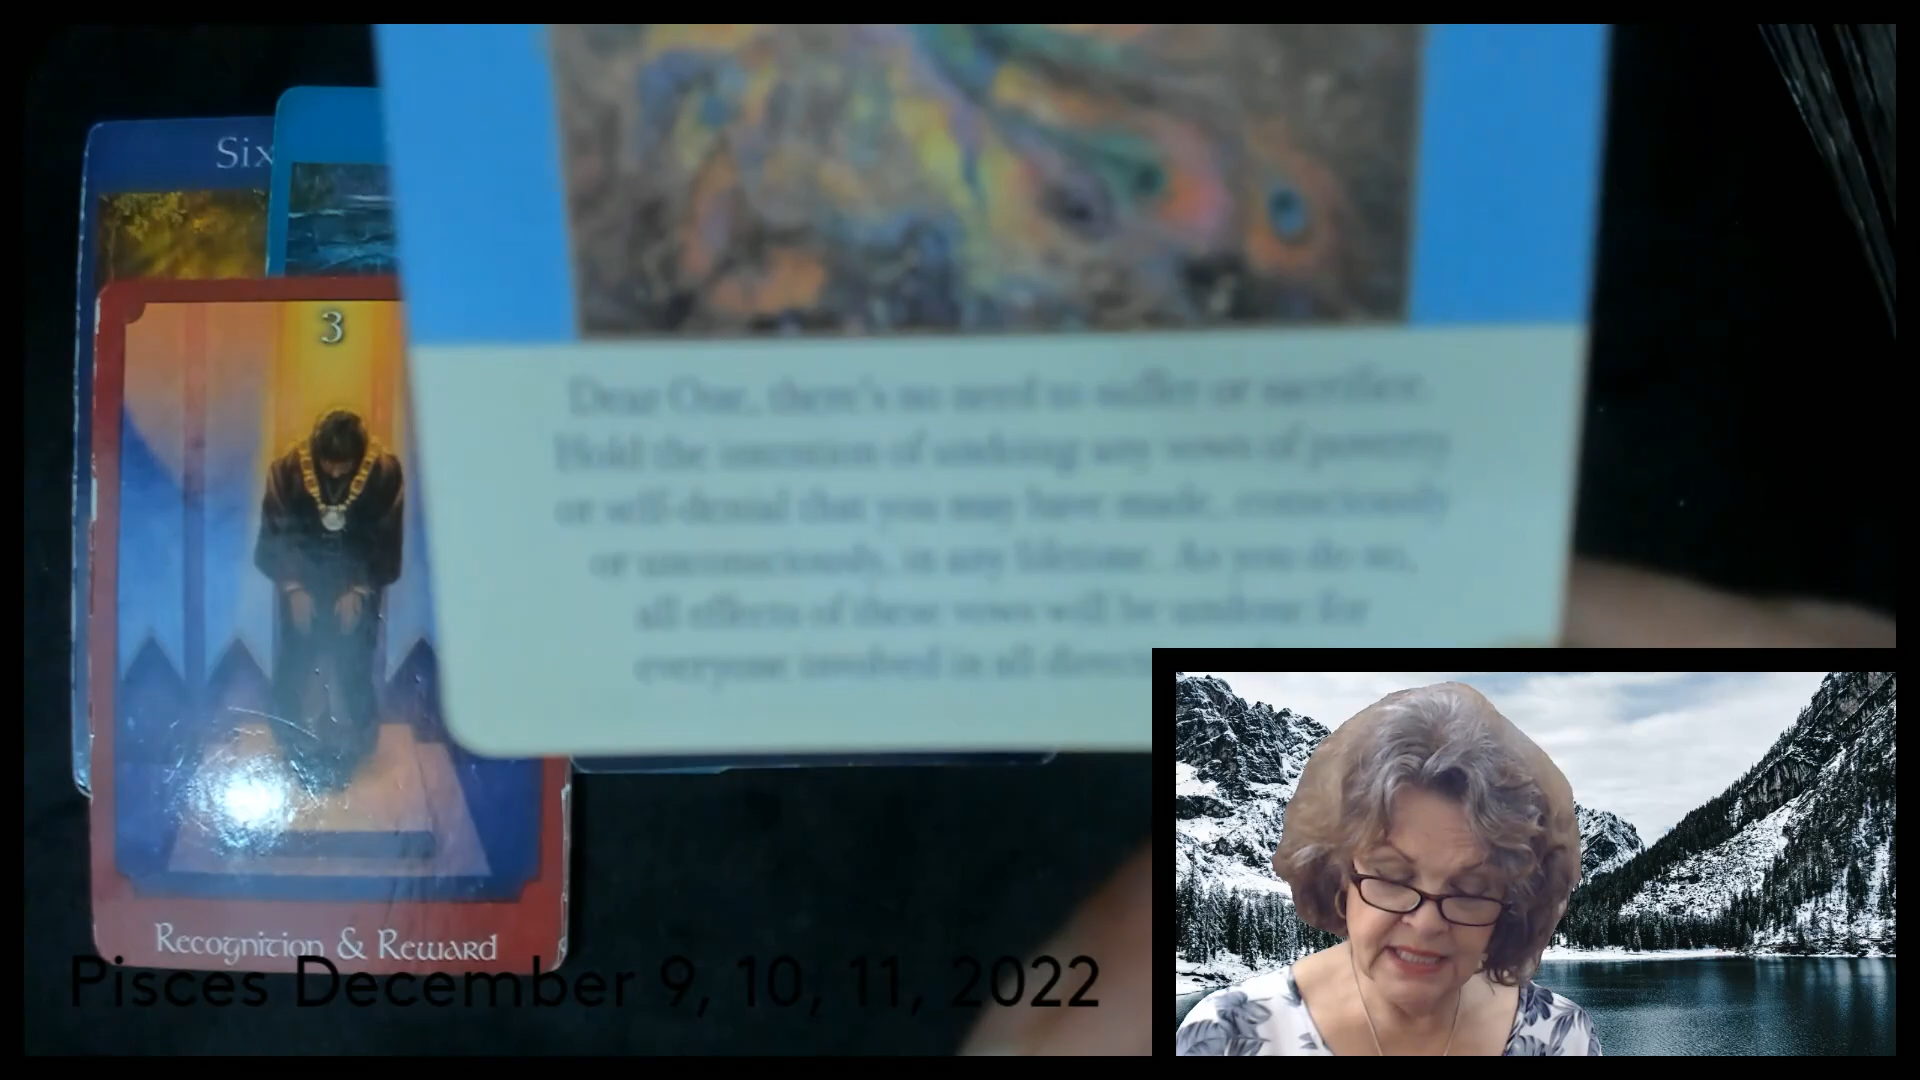 Six
3
Dear One, there's no need to suffer or sacrifice.
Hold the intention of undoing any vows of poverty
or self-denial that you may have made, consciously
or unconsciously, in any lifetime. As you do so,
all effects of these vows will be undone for
everyone involved in all
Recognition & Reward
Pisces December 9, 10, 11, 2022